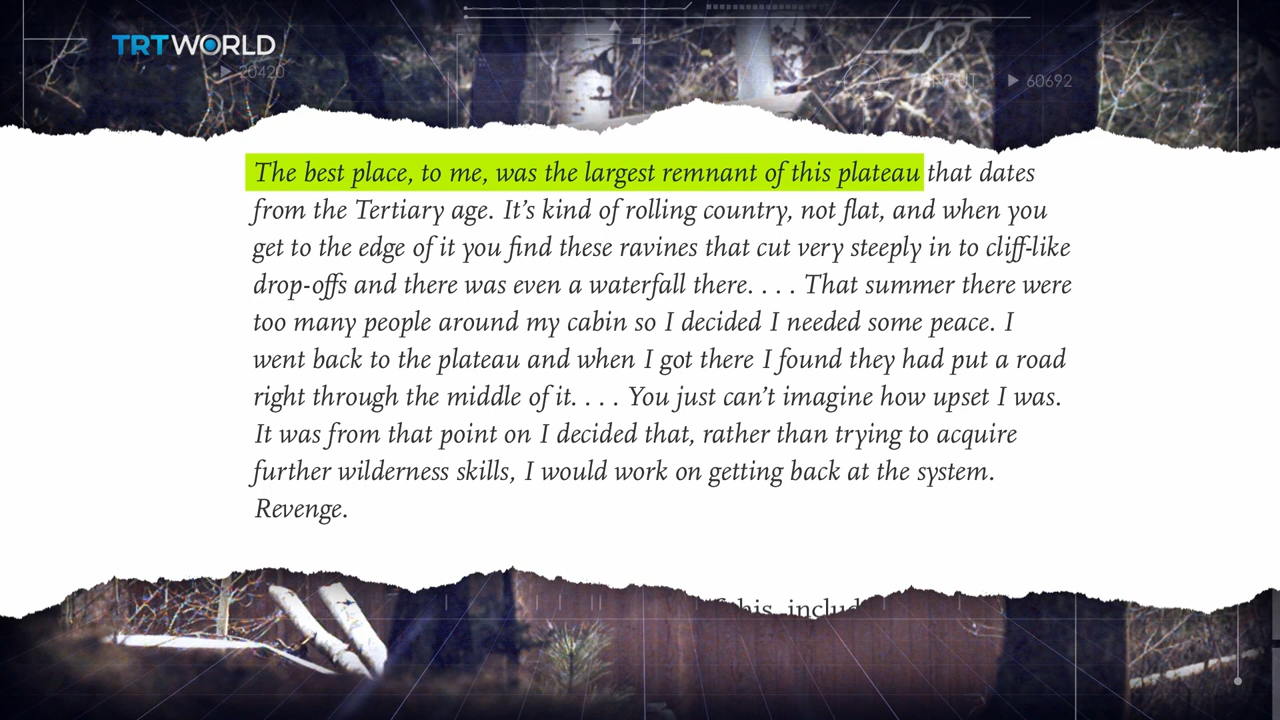 TRT WORLD
20420
60692
The best place, to me, was the largest remnant of this plateau that dates
from the Tertiary age. It’s kind of rolling country, not flat, and when you
get to the edge of it you find these ravines that cut very steeply in to cliff-like
drop-offs and there was even a waterfall there. . . . That summer there were
too many people around my cabin so I decided I needed some peace. I
went back to the plateau and when I got there I found they had put a road
right through the middle of it. . . . You just can’t imagine how upset I was.
It was from that point on I decided that, rather than trying to acquire
further wilderness skills, I would work on getting back at the system.
Revenge.